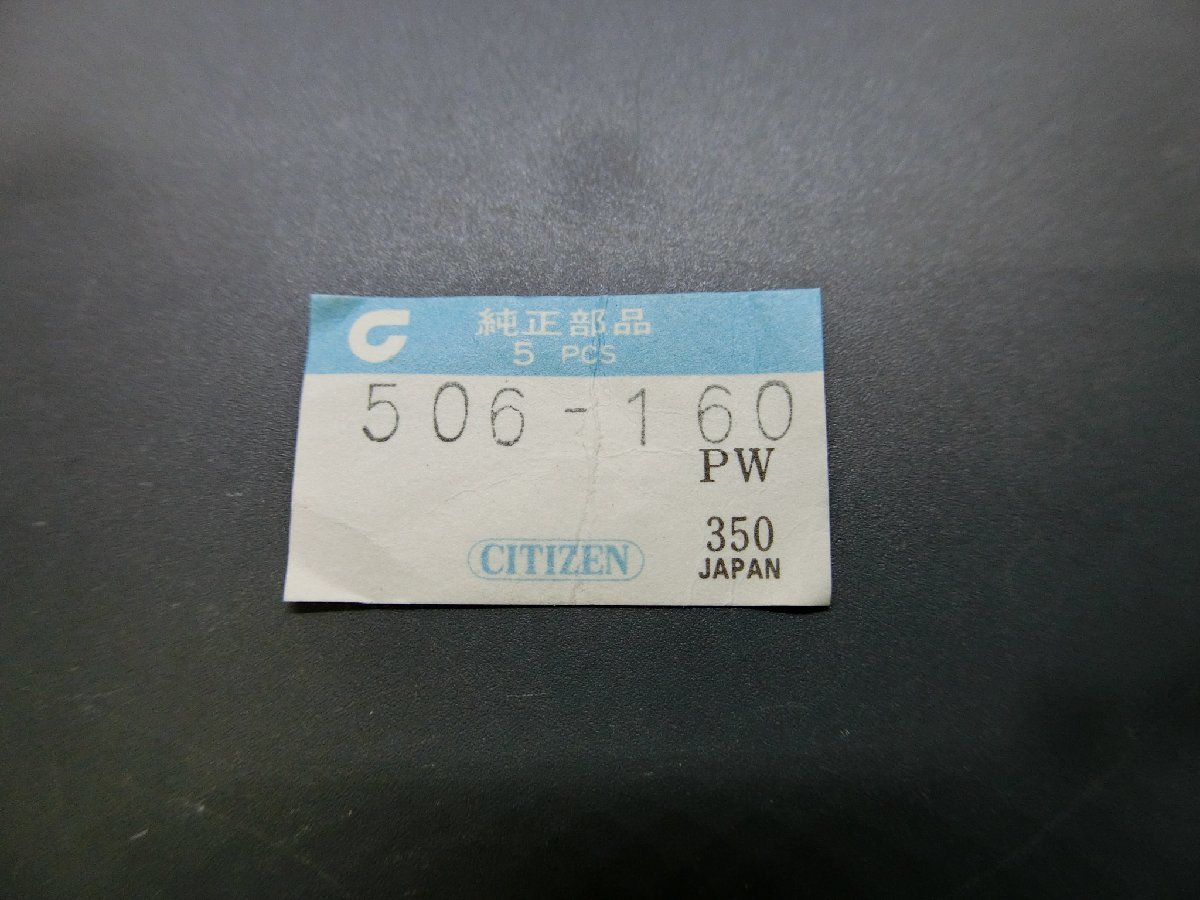 純正部品
5 PCS
506-160
PW
350
CITIZEN
JAPAN